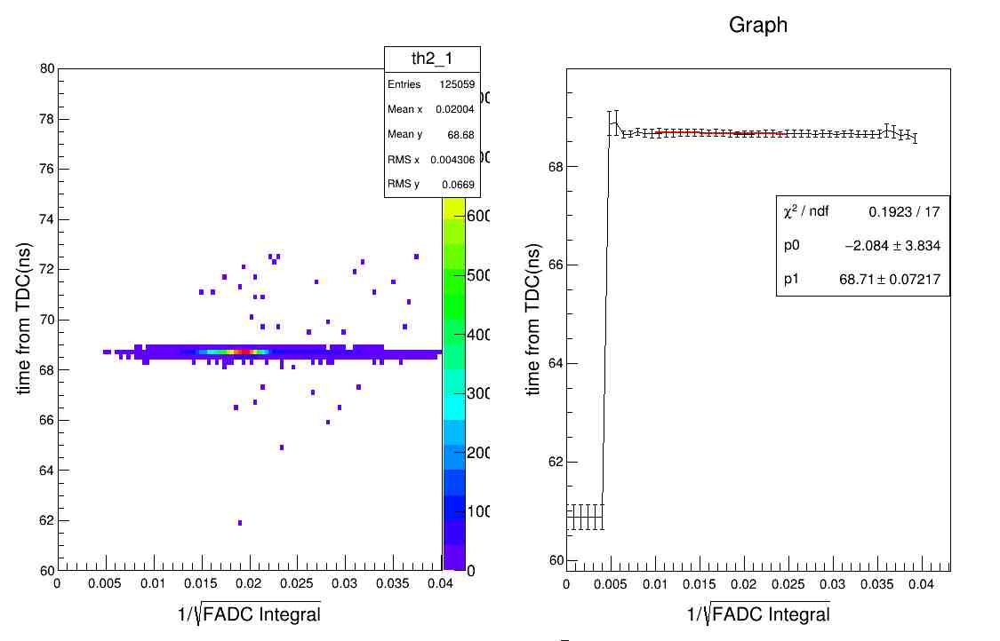 Graph
th2_1
Entries 125059
Mean x 0.02004
Mean y 68.68
RMS x 0.004306
RMS y 0.0669
80
78
76
74
72
70
68
66
64
62
60
time from TDC(ns)
0 0.005 0.01 0.015 0.02 0.025 0.03 0.035 0.04
1/√FADC Integral
600
500
400
300
200
100
0
68
66
64
62
60
time from TDC(ns)
χ² / ndf 0.1923 / 17
p0 −2.084 ± 3.834
p1 68.71 ± 0.07217
0 0.005 0.01 0.015 0.02 0.025 0.03 0.035 0.04
1/√FADC Integral